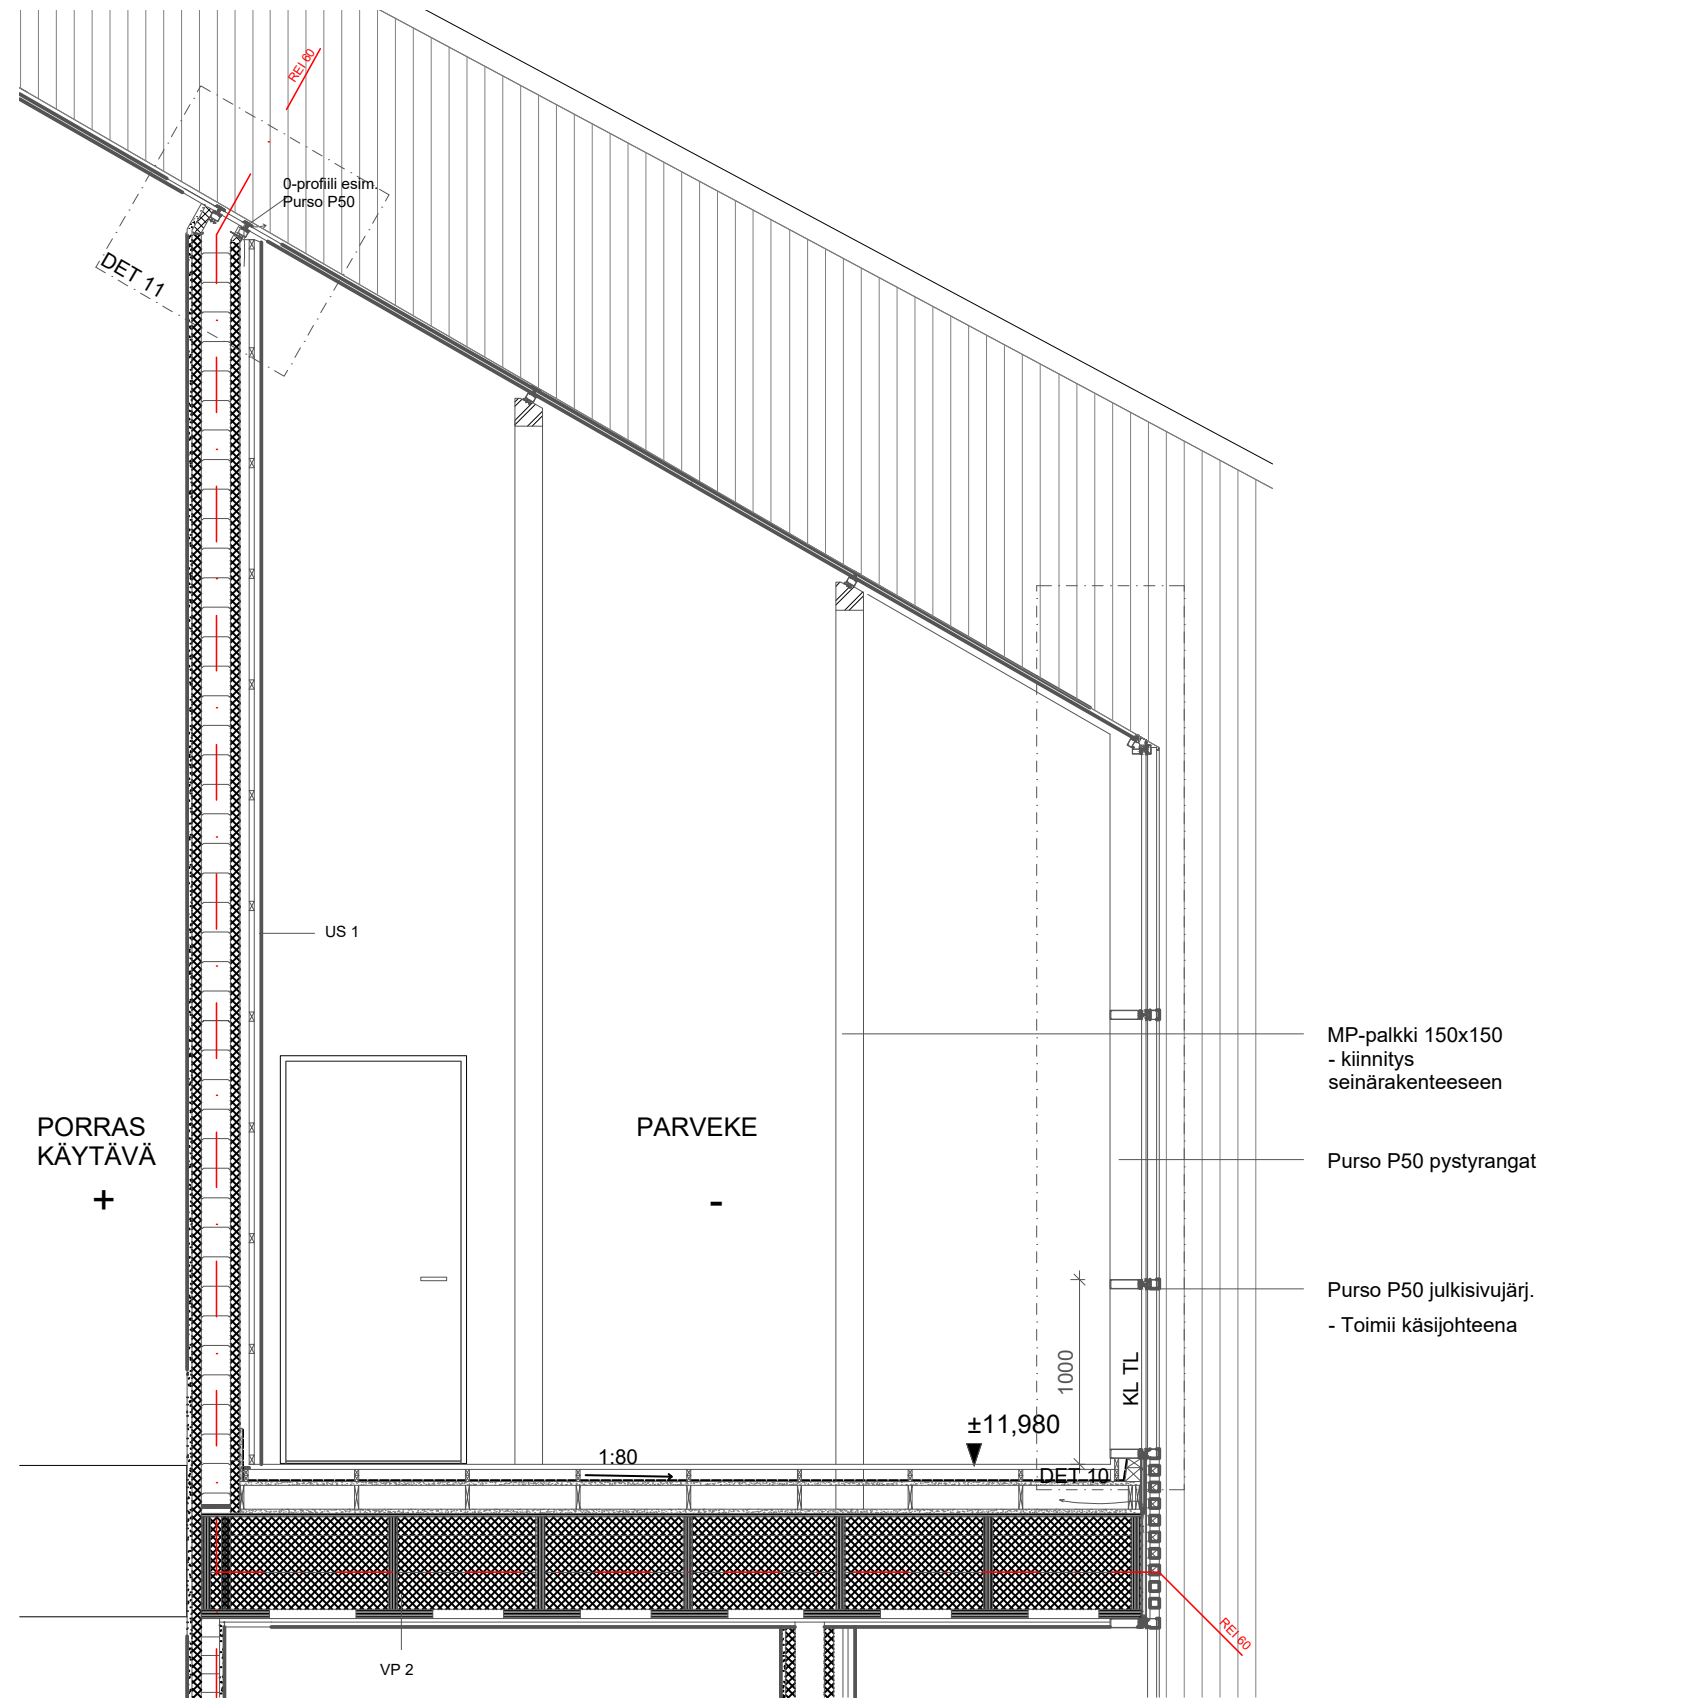 REI 60
0-profiili esim.
Purso P50
DET 11
US 1
MP-palkki 150x150
- kiinnitys
seinärakenteeseen
PORRAS
KÄYTÄVÄ
+
PARVEKE
-
Purso P50 pystyrangat
Purso P50 julkisivujärj.
- Toimii käsijohteena
1000
KL TL
±11,980
1:80
DET 10
REI 60
VP 2